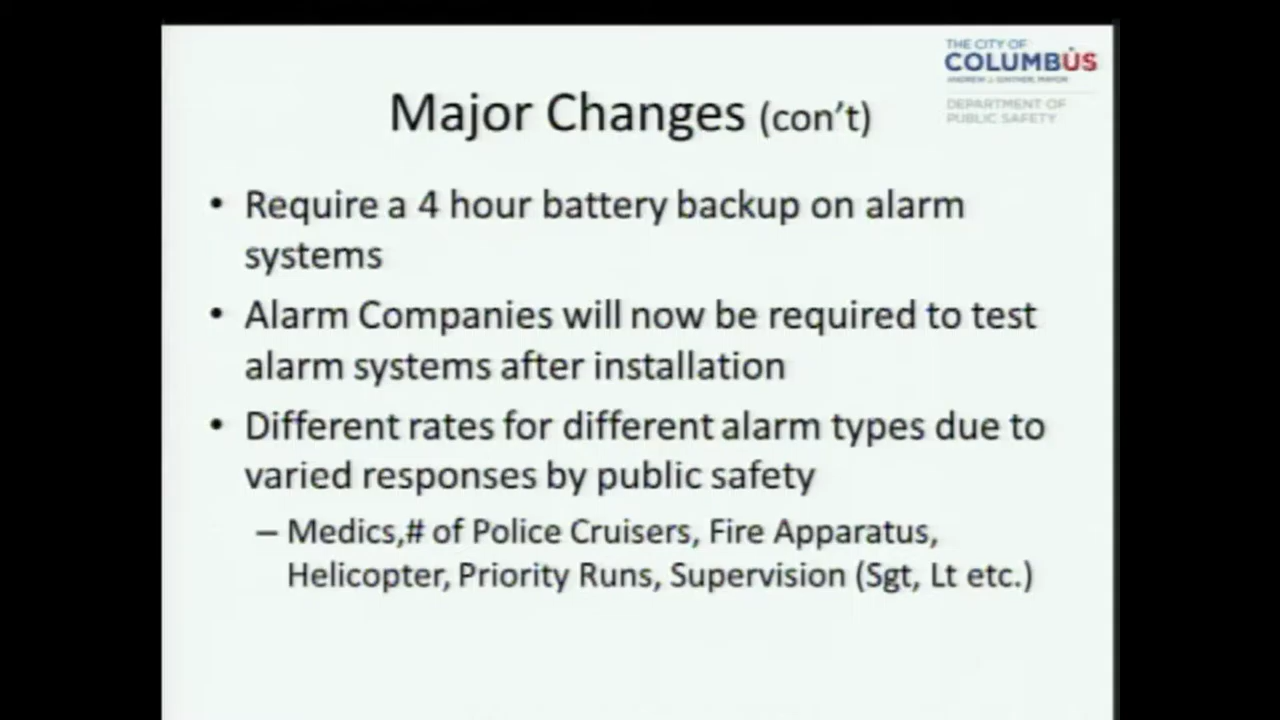 THE CITY OF
COLUMBUS
ANDREW J. GINTHER, MAYOR
DEPARTMENT OF
PUBLIC SAFETY
Major Changes (con't)
• Require a 4 hour battery backup on alarm
systems
• Alarm Companies will now be required to test
alarm systems after installation
• Different rates for different alarm types due to
varied responses by public safety
– Medics,# of Police Cruisers, Fire Apparatus,
Helicopter, Priority Runs, Supervision (Sgt, Lt etc.)